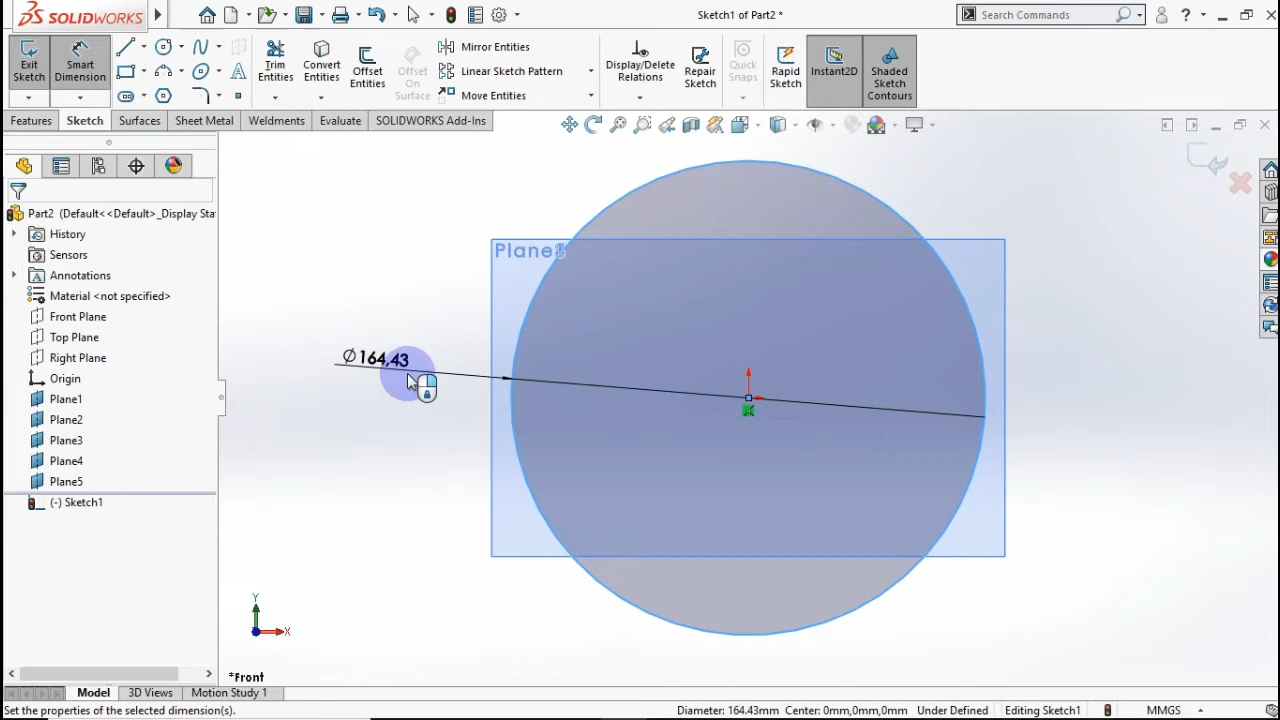 SOLIDWORKS
Sketch1 of Part2 *
Search Commands
Exit Sketch
Smart Dimension
Trim Entities
Convert Entities
Offset Entities
Offset On Surface
Mirror Entities
Linear Sketch Pattern
Move Entities
Display/Delete Relations
Repair Sketch
Quick Snaps
Rapid Sketch
Instant2D
Shaded Sketch Contours
Features
Sketch
Surfaces
Sheet Metal
Weldments
Evaluate
SOLIDWORKS Add-Ins
Part2 (Default<<Default>_Display Sta
History
Sensors
Annotations
Material <not specified>
Front Plane
Top Plane
Right Plane
Origin
Plane1
Plane2
Plane3
Plane4
Plane5
(-) Sketch1
Ø164,43
Y
X
*Front
Model
3D Views
Motion Study 1
Set the properties of the selected dimension(s).
Diameter: 164.43mm
Center: 0mm,0mm,0mm
Under Defined
Editing Sketch1
MMGS